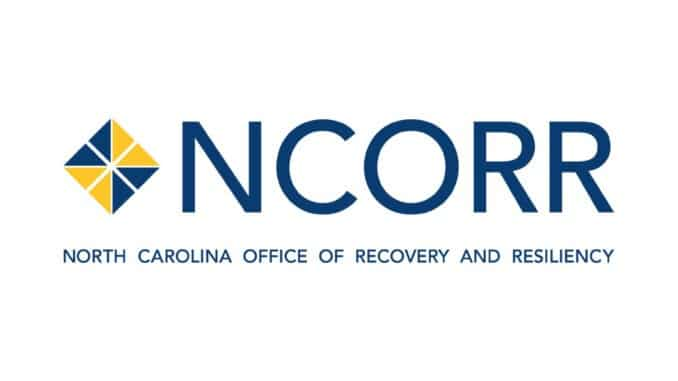 NCORR
NORTH CAROLINA OFFICE OF RECOVERY AND RESILIENCY